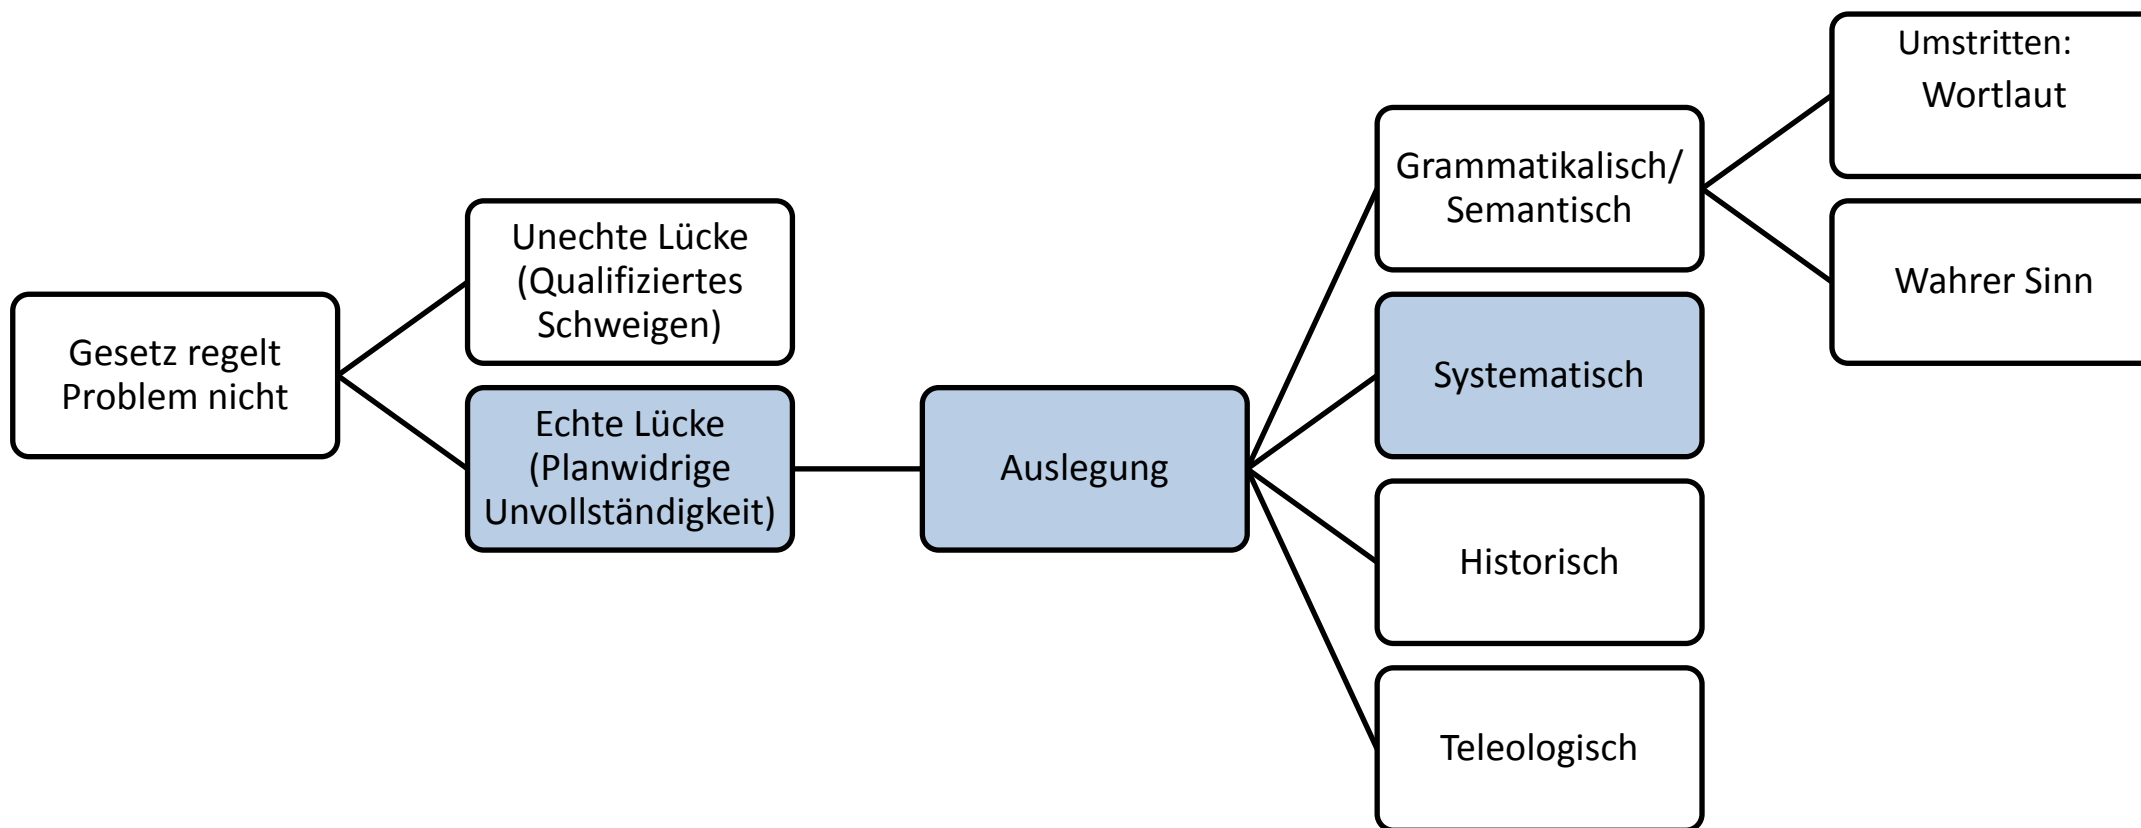 Gesetz regelt
Problem nicht
Unechte Lücke
(Qualifiziertes
Schweigen)
Echte Lücke
(Planwidrige
Unvollständigkeit)
Auslegung
Grammatikalisch/
Semantisch
Systematisch
Historisch
Teleologisch
Umstritten:
Wortlaut
Wahrer Sinn